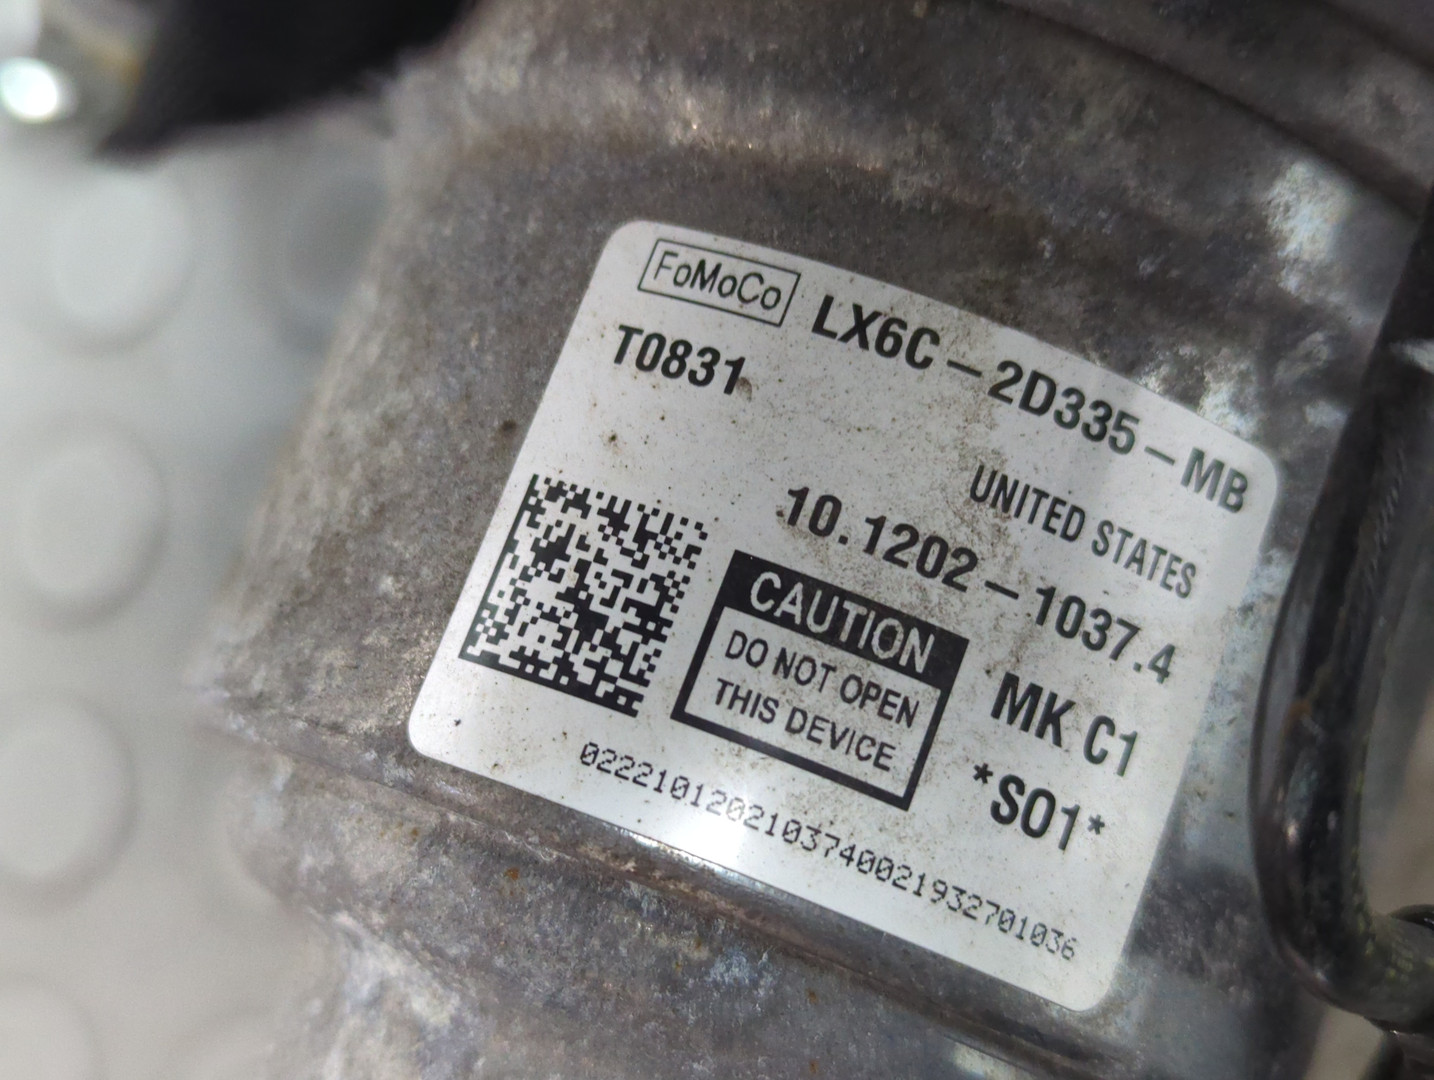 FoMoCo LX6C-2D335-MB
T0831
UNITED STATES
10.1202-1037.4
CAUTION
DO NOT OPEN
THIS DEVICE
MK C1
*S01*
0222101202103740021932701036